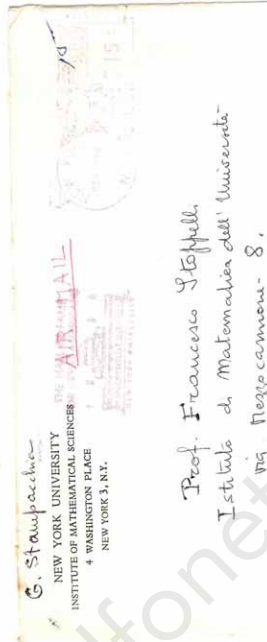 G. Stampacchia
NEW YORK UNIVERSITY
INSTITUTE OF MATHEMATICAL SCIENCES
4 WASHINGTON PLACE
NEW YORK 3, N.Y.
AIR MAIL
15
Prof. Francesco Stoppelli
Istituto di Matematica dell' Università
via Mezzocannone - 8.